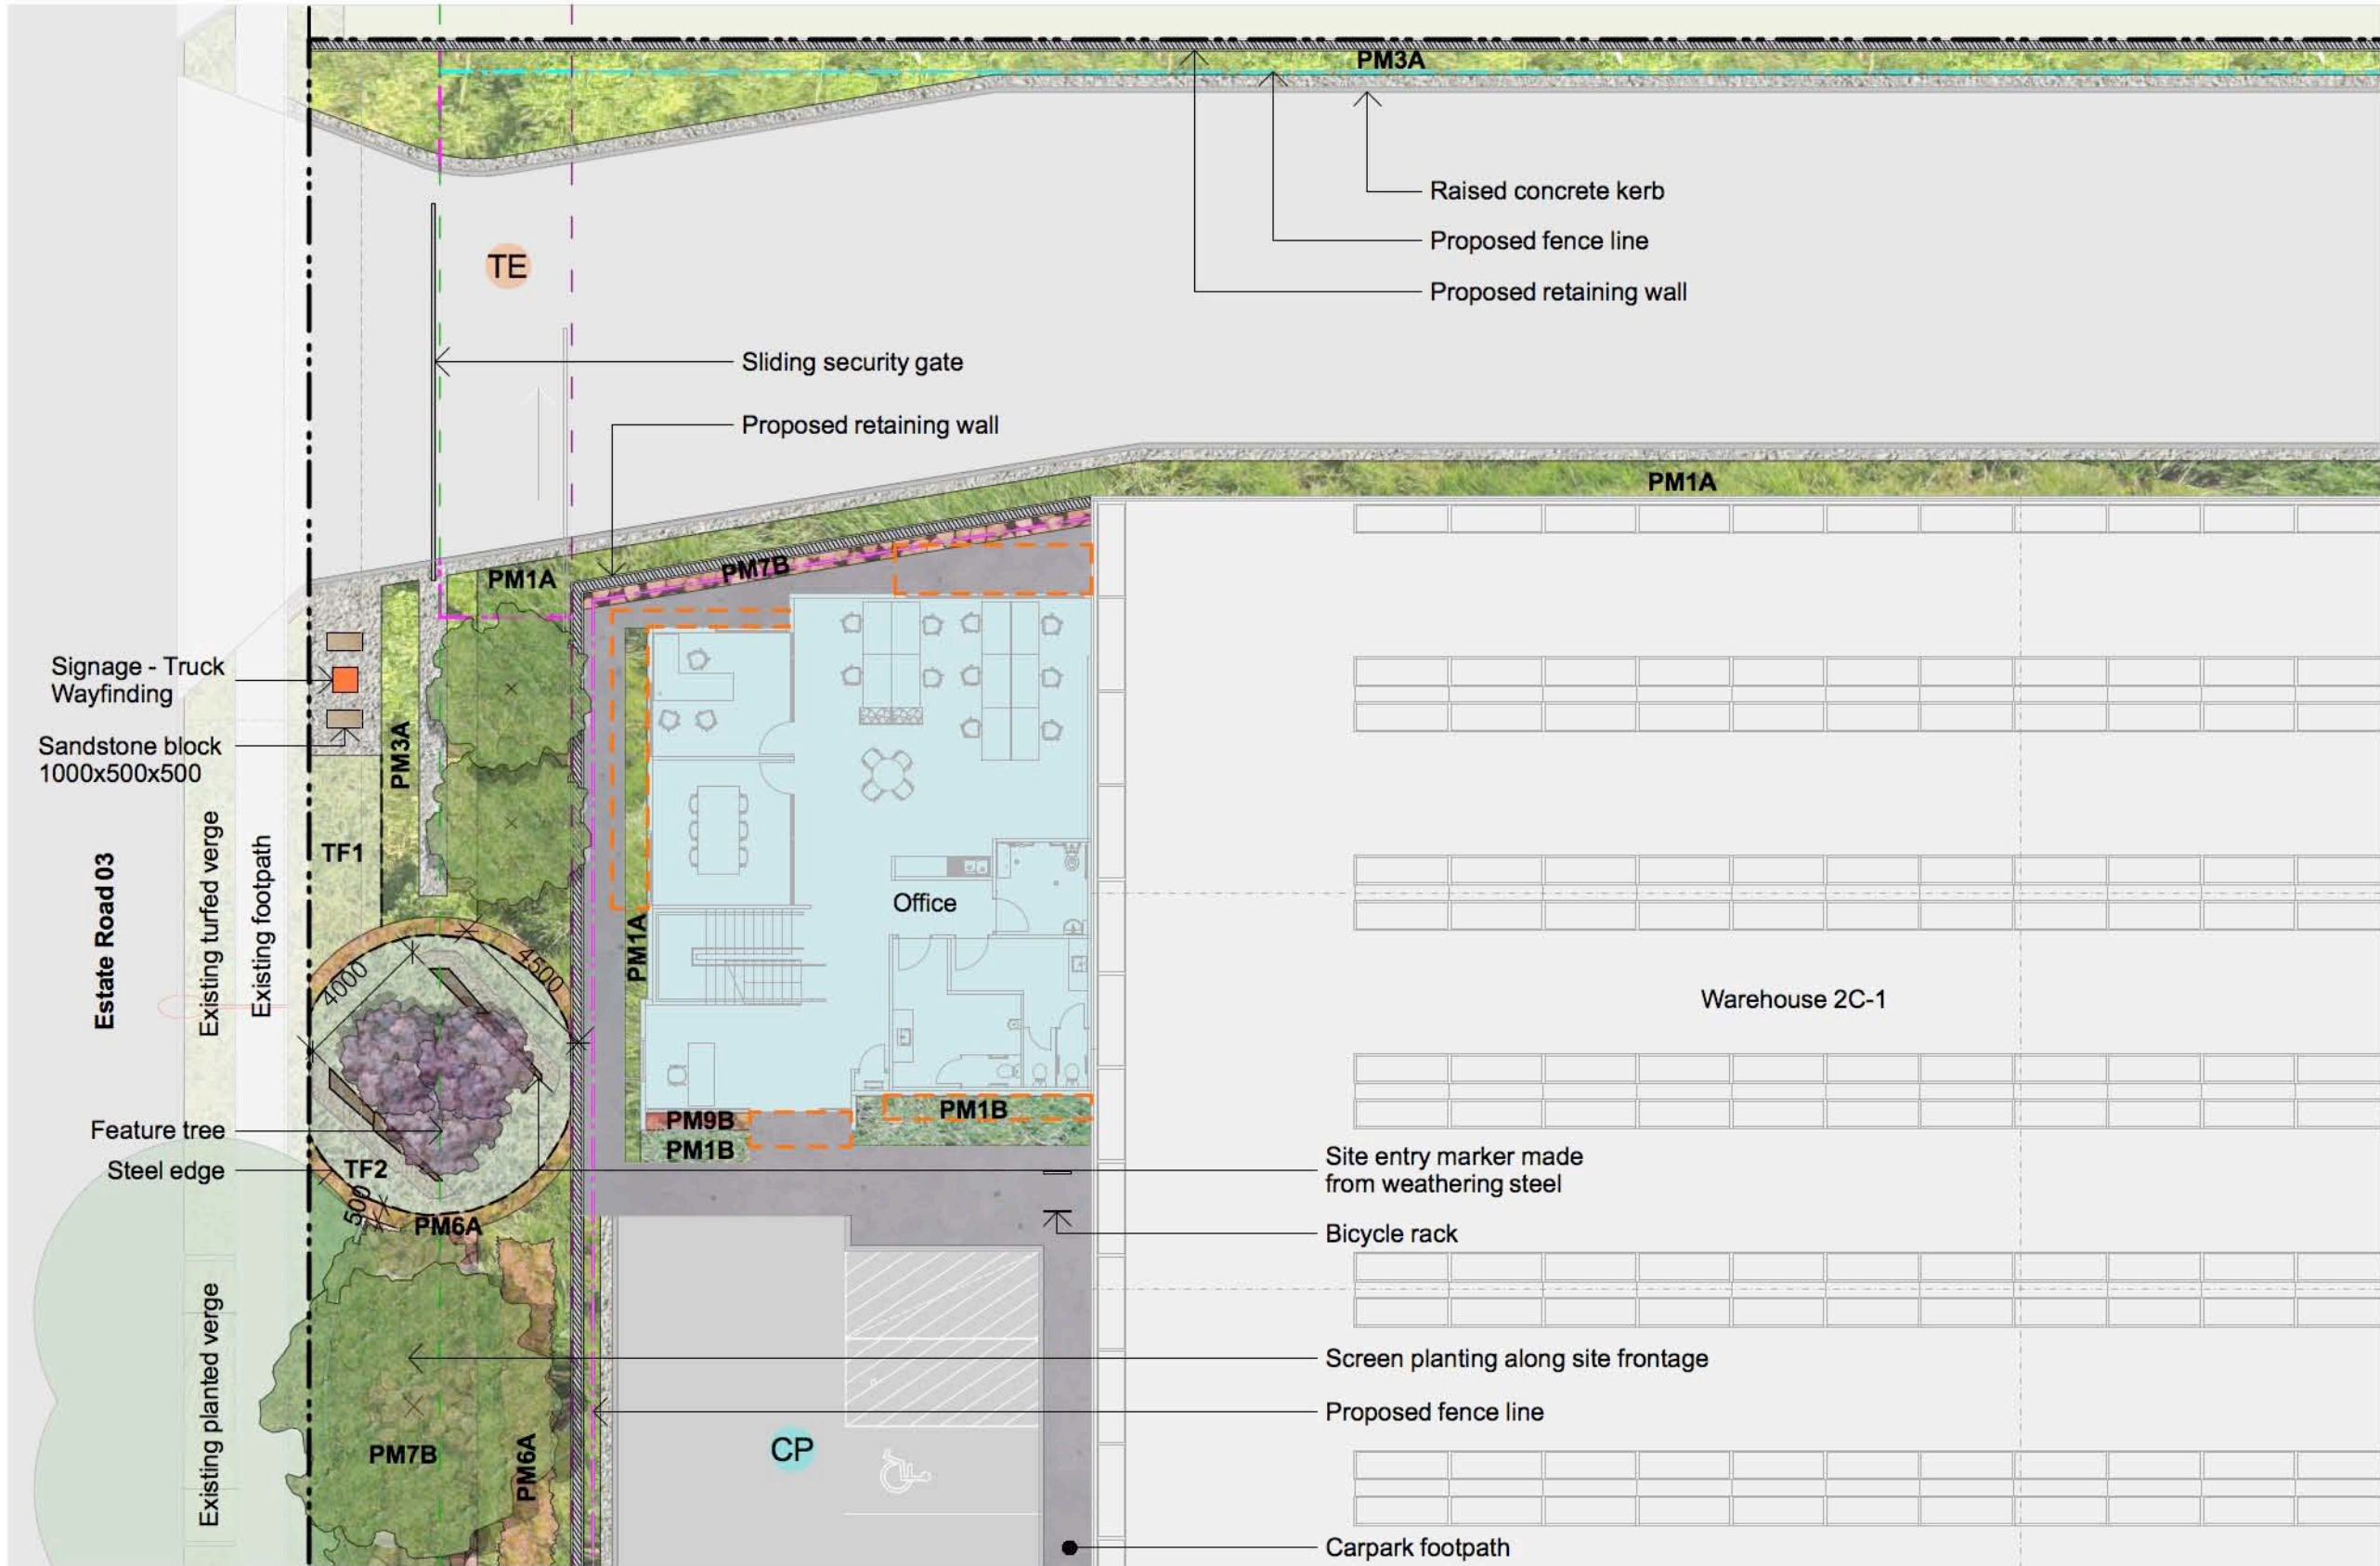 PM3A
Raised concrete kerb
Proposed fence line
Proposed retaining wall
TE
Sliding security gate
Proposed retaining wall
PM1A
PM7B
PM1A
Signage - Truck
Wayfinding
Sandstone block
1000x500x500
PM3A
TF1
Estate Road 03
Existing turfed verge
Existing footpath
Office
PM1A
4000
4500
Warehouse 2C-1
PM9B
PM1B
PM1B
Feature tree
Steel edge
TF2
500
PM6A
Site entry marker made
from weathering steel
Bicycle rack
Screen planting along site frontage
Proposed fence line
Existing planted verge
PM7B
PM6A
CP
Carpark footpath